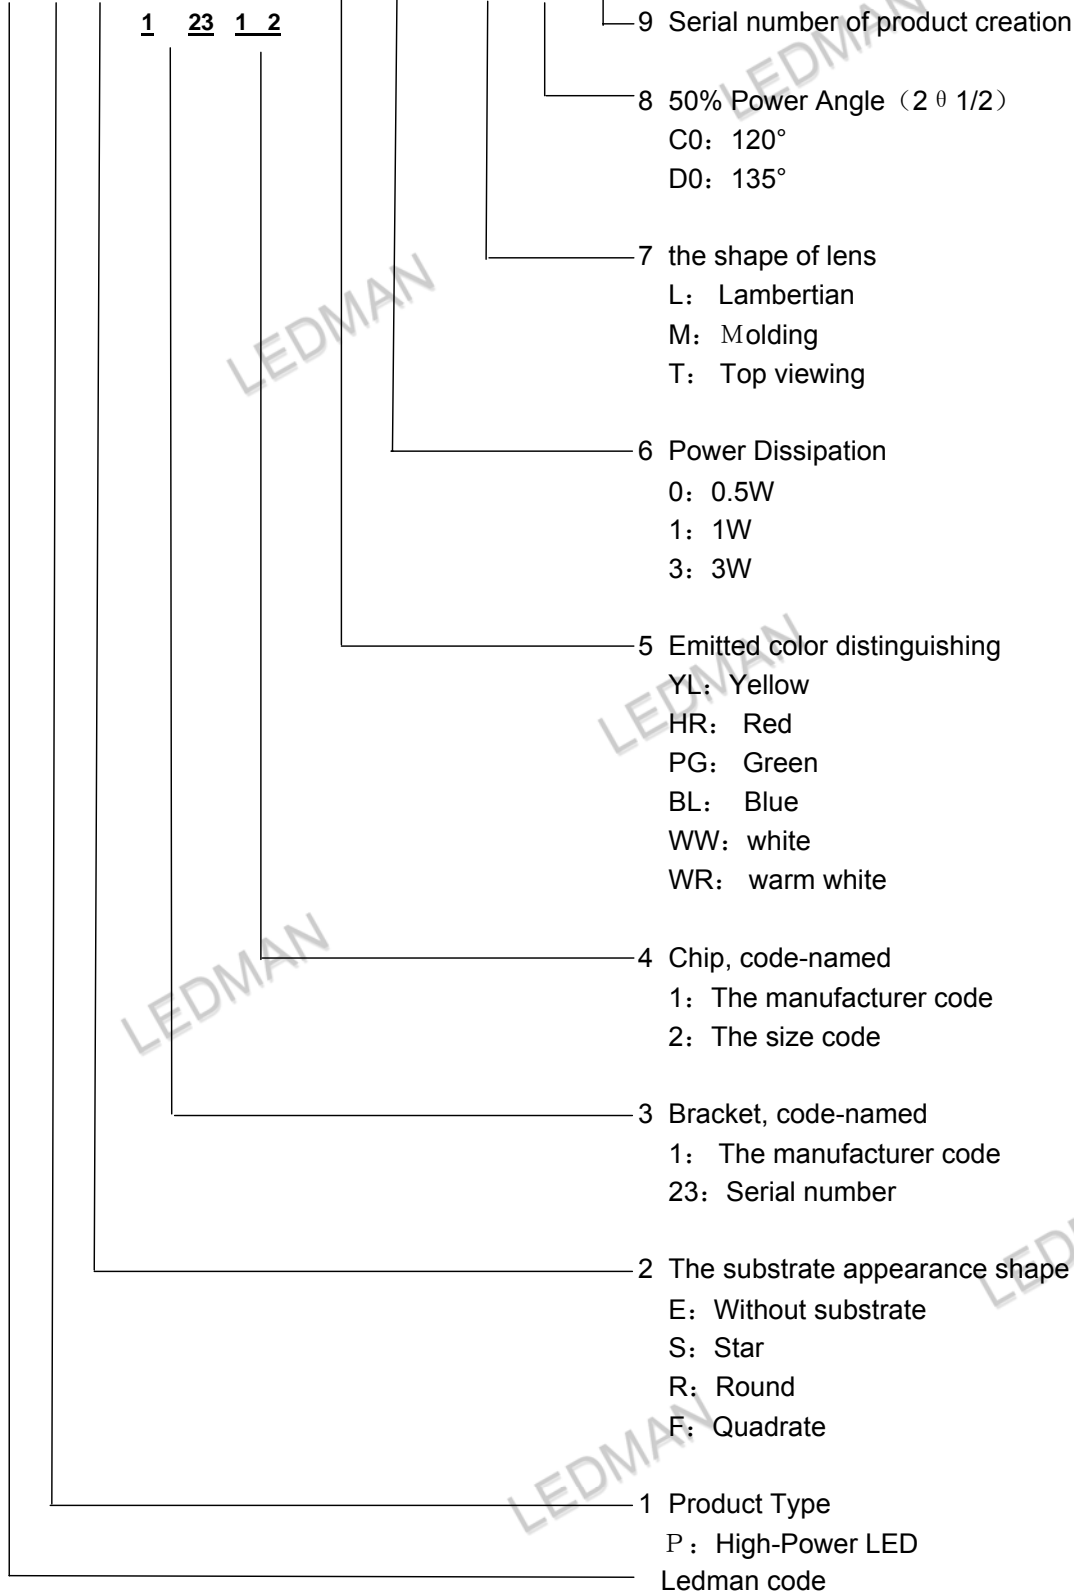 1 23 1 2
9 Serial number of product creation
8 50% Power Angle（2 θ 1/2）
C0：120°
D0：135°
7 the shape of lens
L： Lambertian
M：Molding
T： Top viewing
6 Power Dissipation
0：0.5W
1：1W
3：3W
5 Emitted color distinguishing
YL：Yellow
HR： Red
PG： Green
BL： Blue
WW：white
WR： warm white
4 Chip, code-named
1：The manufacturer code
2：The size code
3 Bracket, code-named
1： The manufacturer code
23：Serial number
2 The substrate appearance shape
E：Without substrate
S：Star
R：Round
F：Quadrate
1 Product Type
P：High-Power LED
Ledman code
LEDMAN
LEDMAN
LEDMAN
LEDMAN
LEDMAN